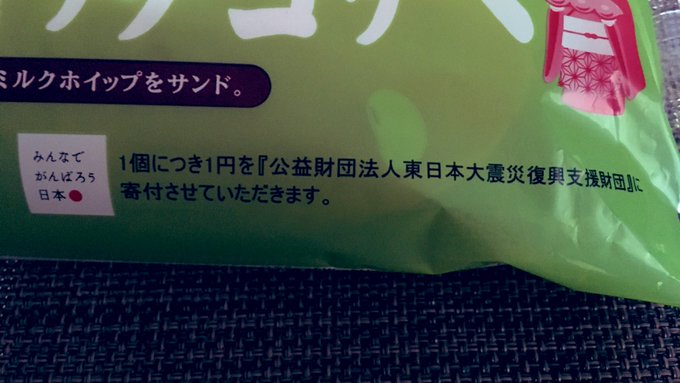 ミルクホイップをサンド。
みんなで
がんばろう
日本
1個につき1円を『公益財団法人東日本大震災復興支援財団』に
寄付させていただきます。